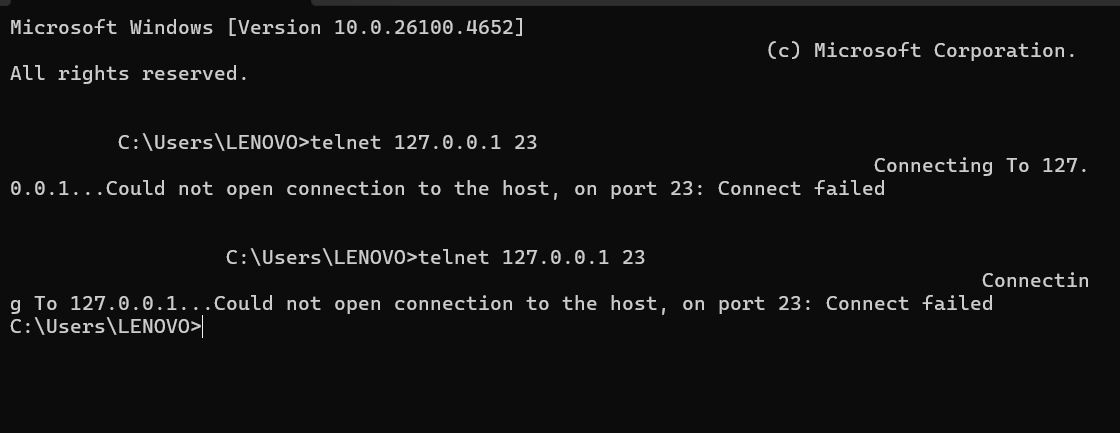 Microsoft Windows [Version 10.0.26100.4652]
(c) Microsoft Corporation.
All rights reserved.
C:\Users\LENOVO>telnet 127.0.0.1 23
Connecting To 127.
0.0.1...Could not open connection to the host, on port 23: Connect failed
C:\Users\LENOVO>telnet 127.0.0.1 23
Connectin
g To 127.0.0.1...Could not open connection to the host, on port 23: Connect failed
C:\Users\LENOVO>